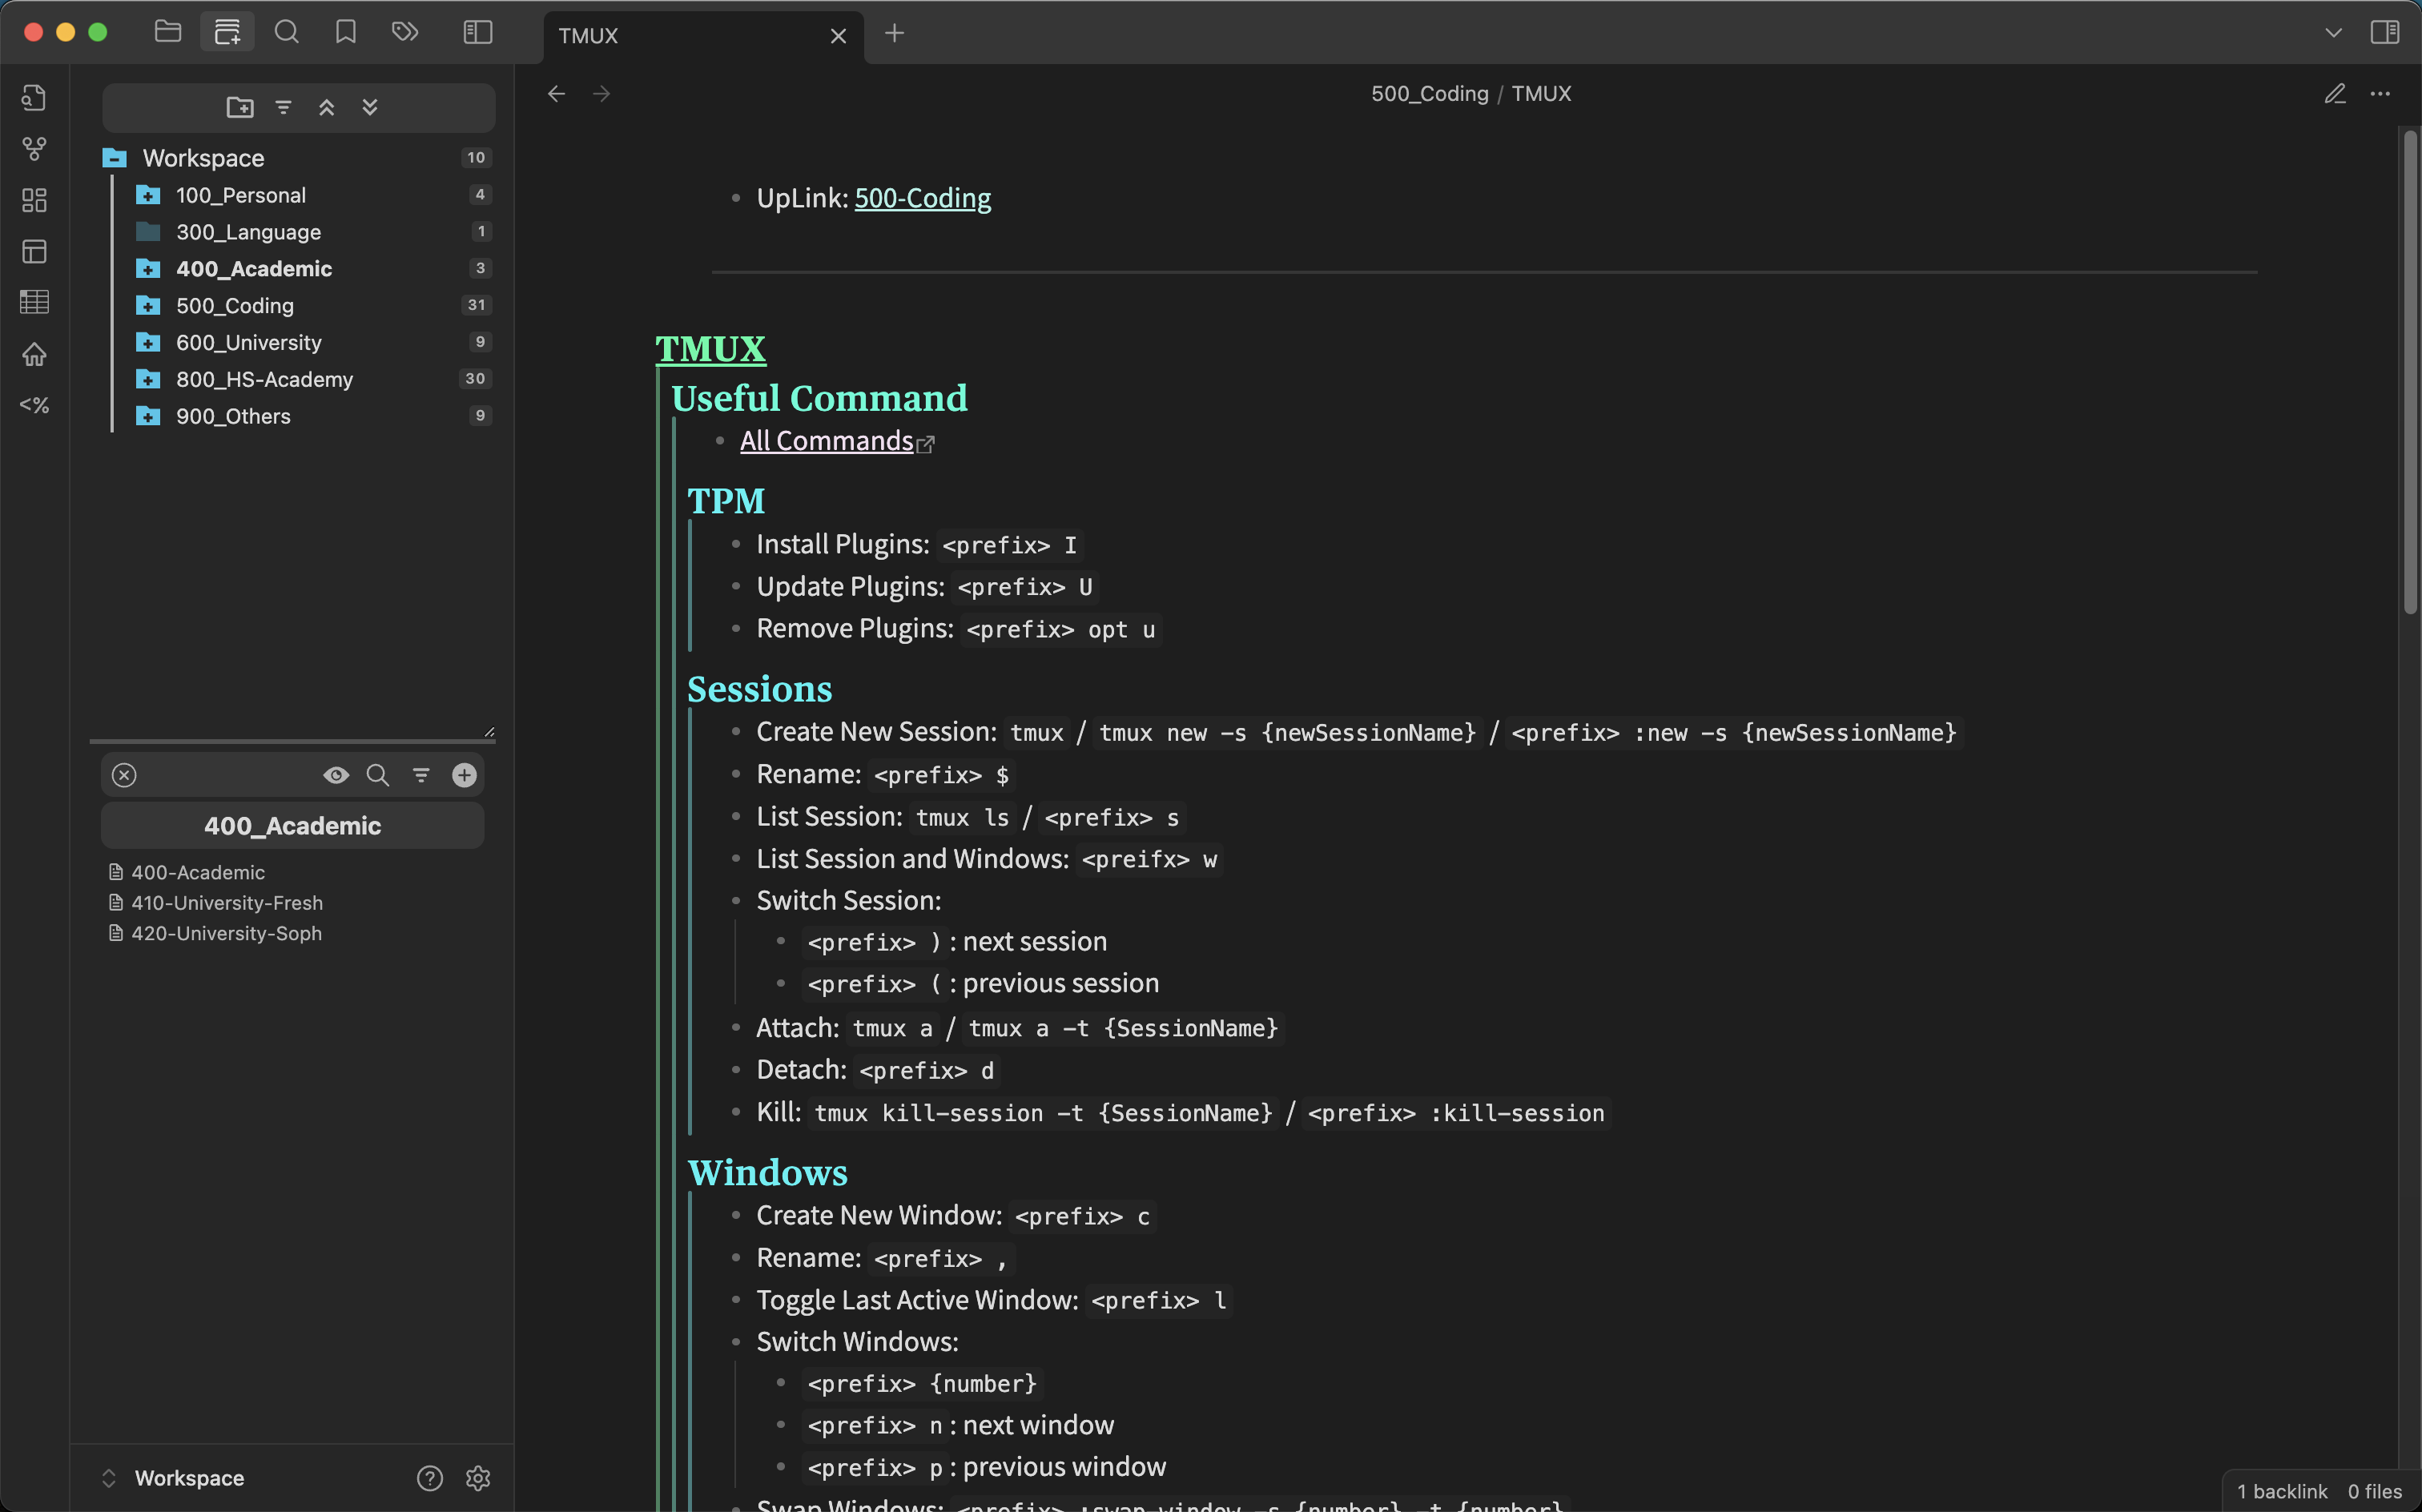 TMUX
500_Coding / TMUX
Workspace 10
100_Personal 4
300_Language 1
400_Academic 3
500_Coding 31
600_University 9
800_HS-Academy 30
900_Others 9
<%
400_Academic
400-Academic
410-University-Fresh
420-University-Soph
Workspace
UpLink: 500-Coding
TMUX
Useful Command
All Commands
TPM
Install Plugins: <prefix> I
Update Plugins: <prefix> U
Remove Plugins: <prefix> opt u
Sessions
Create New Session: tmux / tmux new -s {newSessionName} / <prefix> :new -s {newSessionName}
Rename: <prefix> $
List Session: tmux ls / <prefix> s
List Session and Windows: <preifx> w
Switch Session:
<prefix> ) : next session
<prefix> ( : previous session
Attach: tmux a / tmux a -t {SessionName}
Detach: <prefix> d
Kill: tmux kill-session -t {SessionName} / <prefix> :kill-session
Windows
Create New Window: <prefix> c
Rename: <prefix> ,
Toggle Last Active Window: <prefix> l
Switch Windows:
<prefix> {number}
<prefix> n : next window
<prefix> p : previous window
Swap Windows: <prefix> :swap-window -s {number} -t {number}
1 backlink 0 files